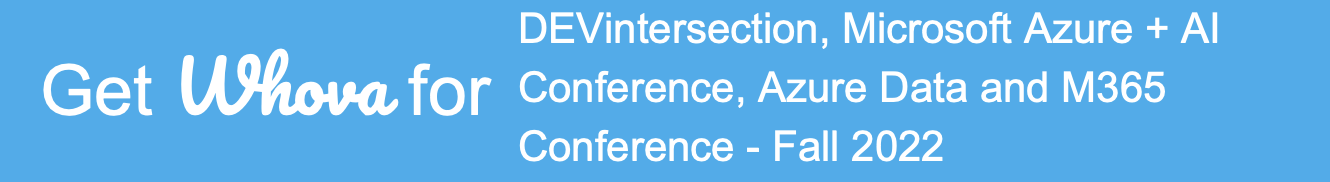 Get Whova for
DEVintersection, Microsoft Azure + AI
Conference, Azure Data and M365
Conference - Fall 2022